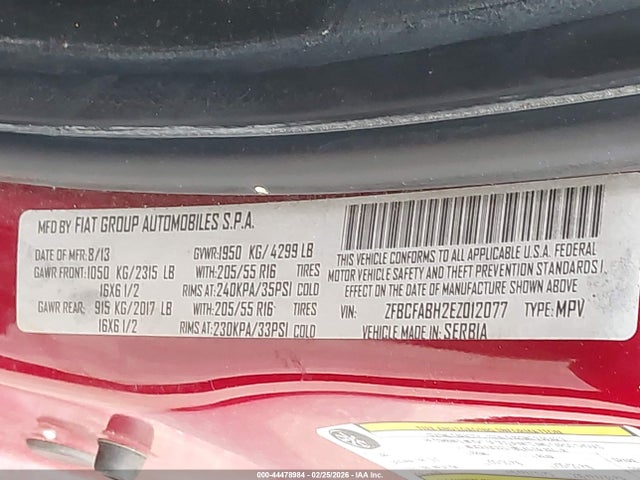 MFD BY FIAT GROUP AUTOMOBILES S.P.A.
DATE OF MFR. 8/13 GVWR:1950 KG/4299 LB
GAWR FRONT:1050 KG/2315 LB WITH:205/55 R16 TIRES
16X6 1/2 RIMS AT:240KPA/35PSI COLD
GAWR REAR: 915 KG/2017 LB WITH:205/55 R16 TIRES
16X6 1/2 RIMS AT:230KPA/33PSI COLD
THIS VEHICLE CONFORMS TO ALL APPLICABLE U.S.A. FEDERAL
MOTOR VEHICLE SAFETY AND THEFT PREVENTION STANDARDS I
EFFECT ON THE DATE OF MANUFACTURE SHOWN ABOVE
VIN: ZFBCFABH2EZ012077 TYPE: MPV
VEHICLE MADE IN: SERBIA
000-44478984 - 02/25/2026 - IAAI.com